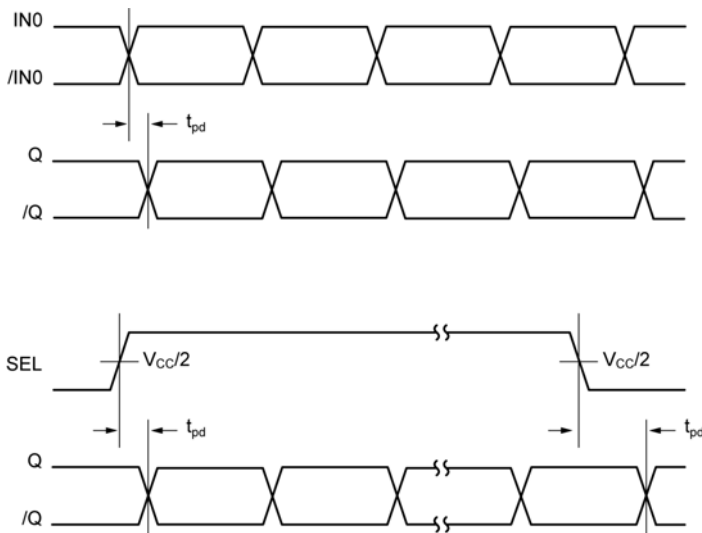 IN0
/IN0
tpd
Q
/Q
SEL
VCC/2
VCC/2
tpd
tpd
Q
/Q